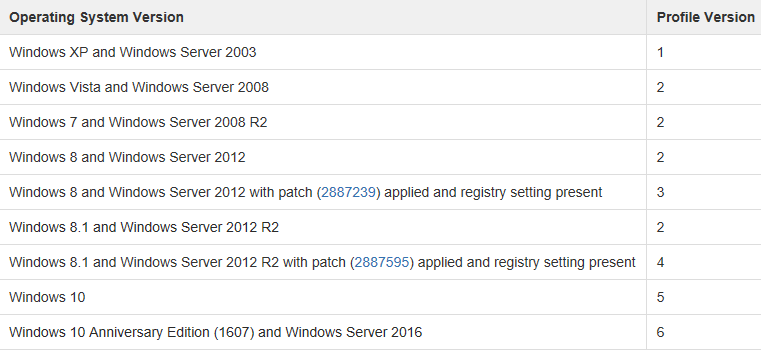 Operating System Version Profile Version
Windows XP and Windows Server 2003 1
Windows Vista and Windows Server 2008 2
Windows 7 and Windows Server 2008 R2 2
Windows 8 and Windows Server 2012 2
Windows 8 and Windows Server 2012 with patch (2887239) applied and registry setting present 3
Windows 8.1 and Windows Server 2012 R2 2
Windows 8.1 and Windows Server 2012 R2 with patch (2887595) applied and registry setting present 4
Windows 10 5
Windows 10 Anniversary Edition (1607) and Windows Server 2016 6